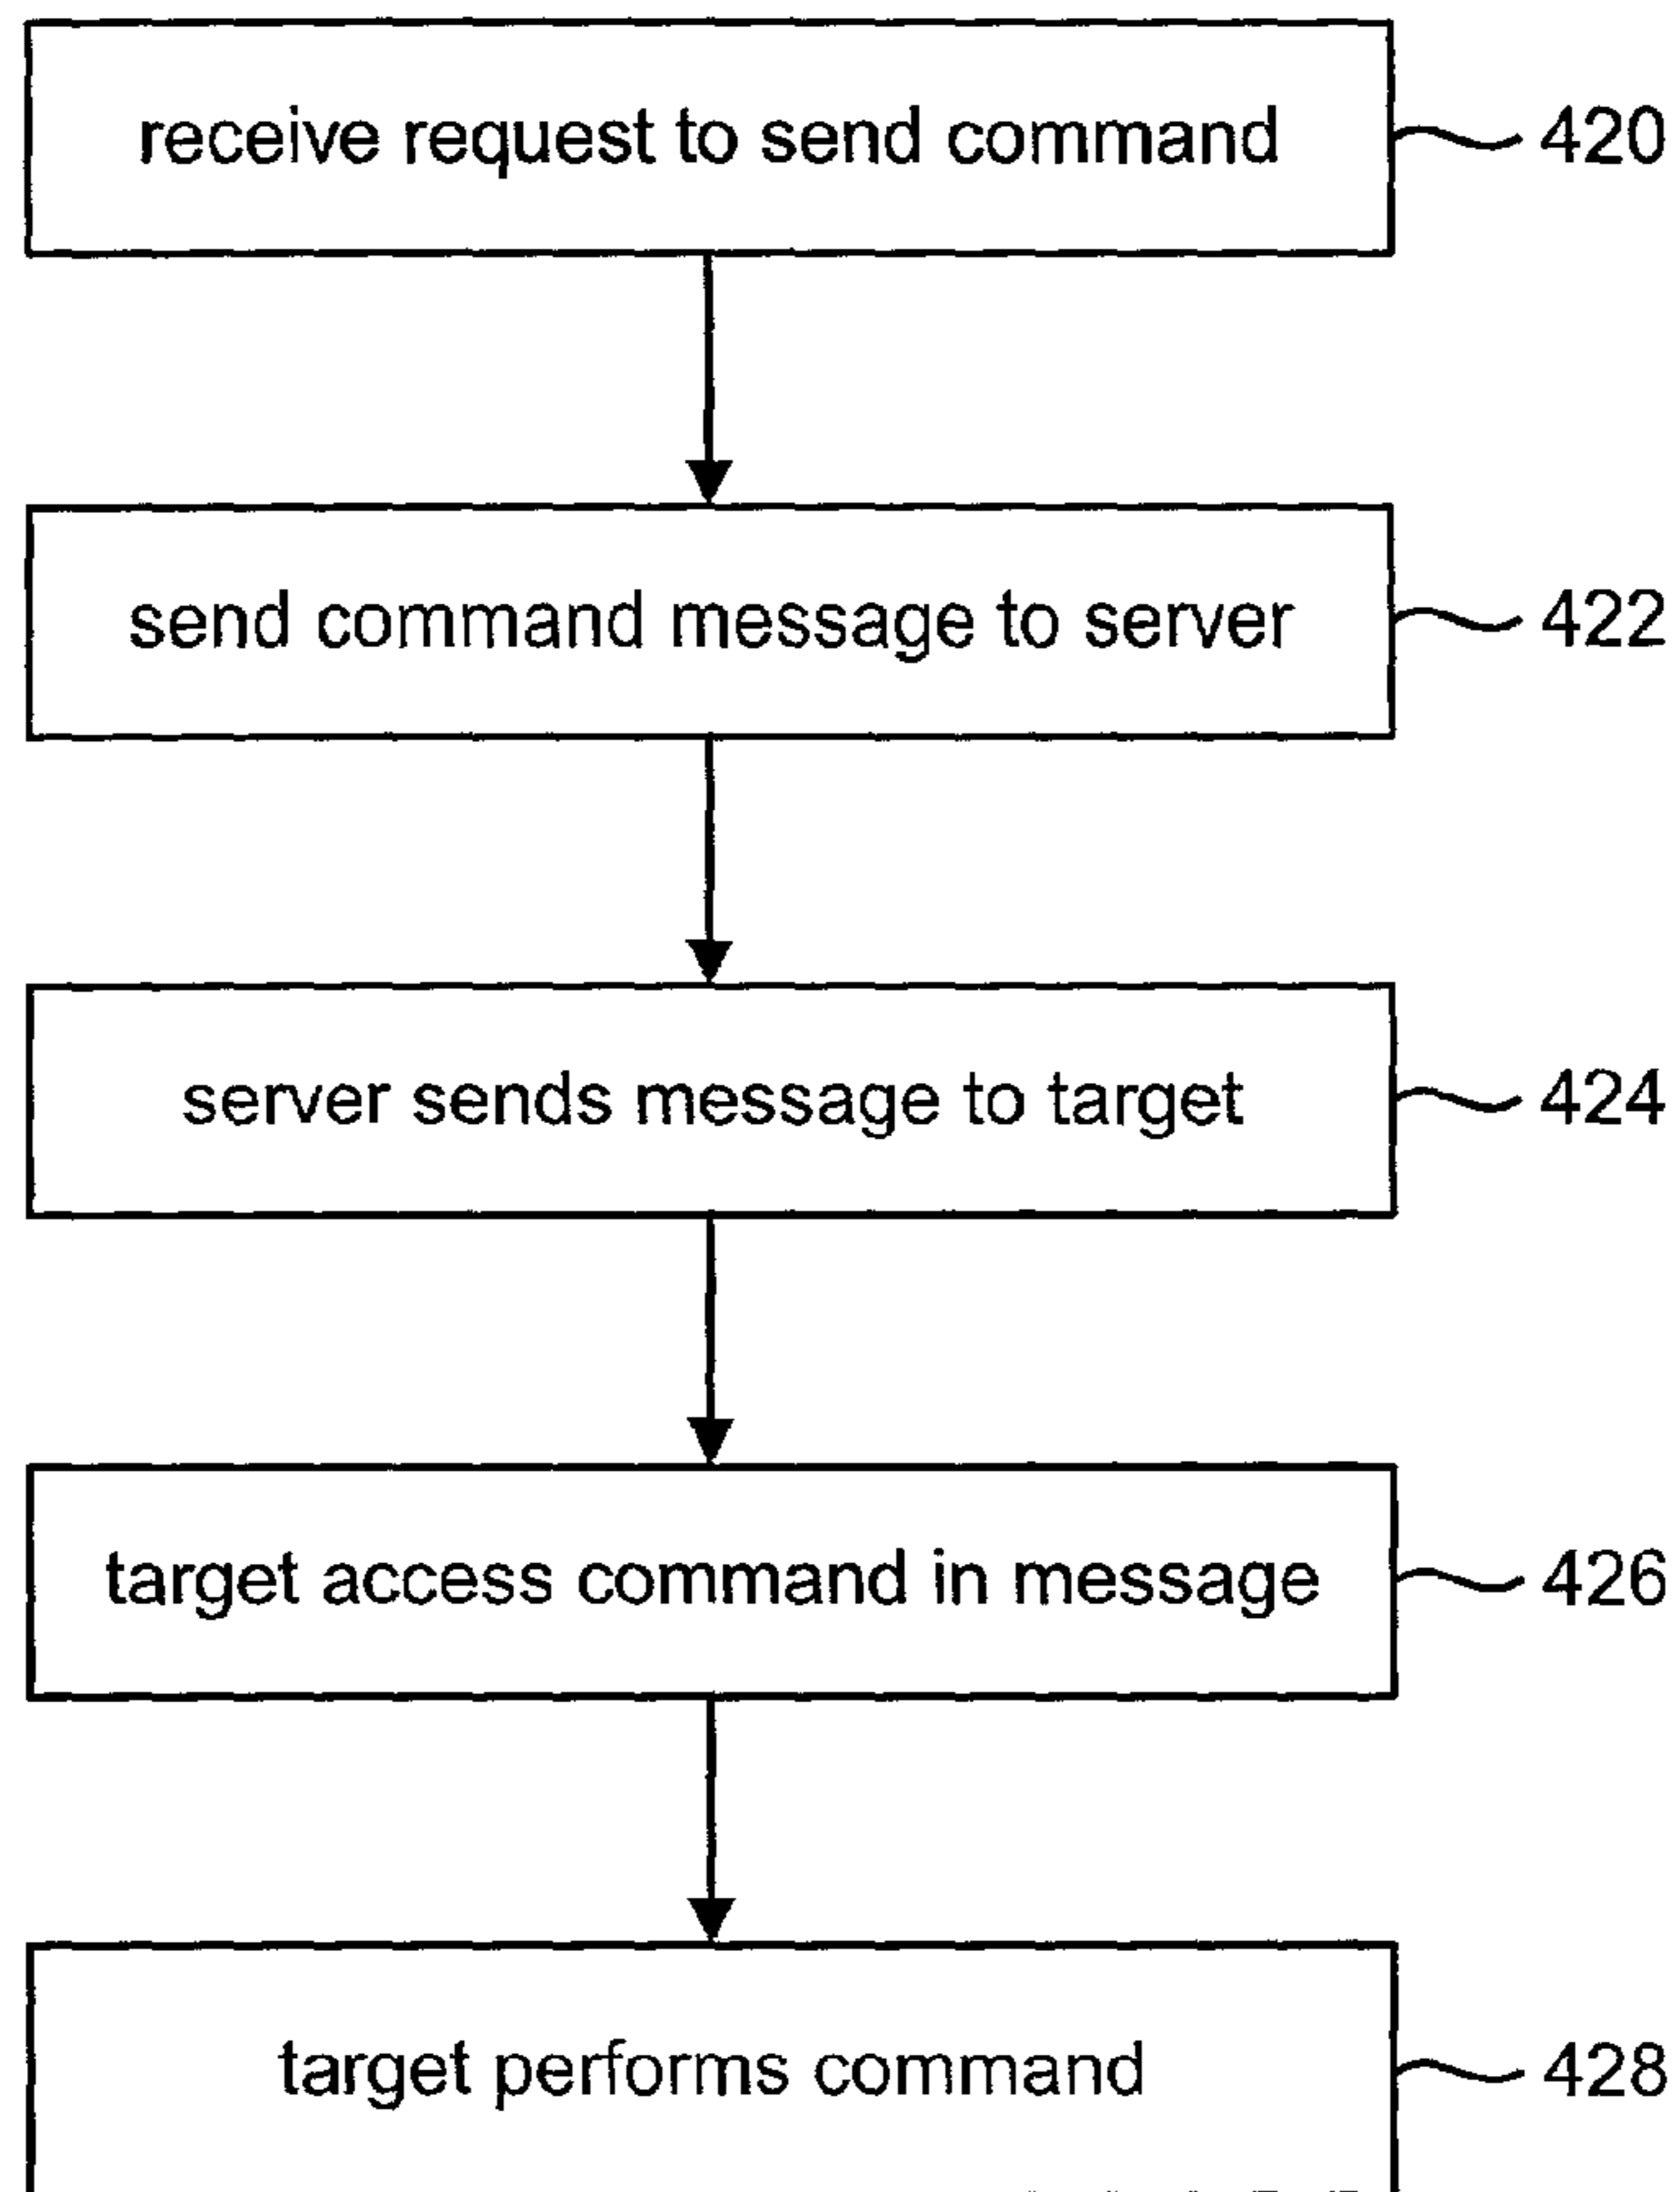 receive request to send command
420
send command message to server
422
server sends message to target
424
target access command in message
426
target performs command
428